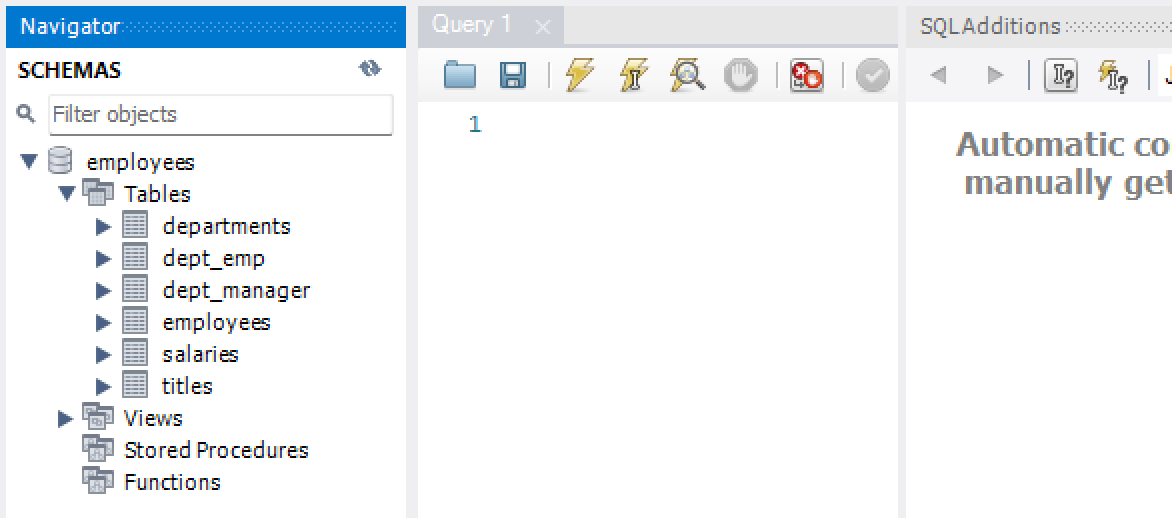 Navigator
SCHEMAS
Filter objects
employees
Tables
departments
dept_emp
dept_manager
employees
salaries
titles
Views
Stored Procedures
Functions
Query 1
1
SQLAdditions
Automatic co
manually get